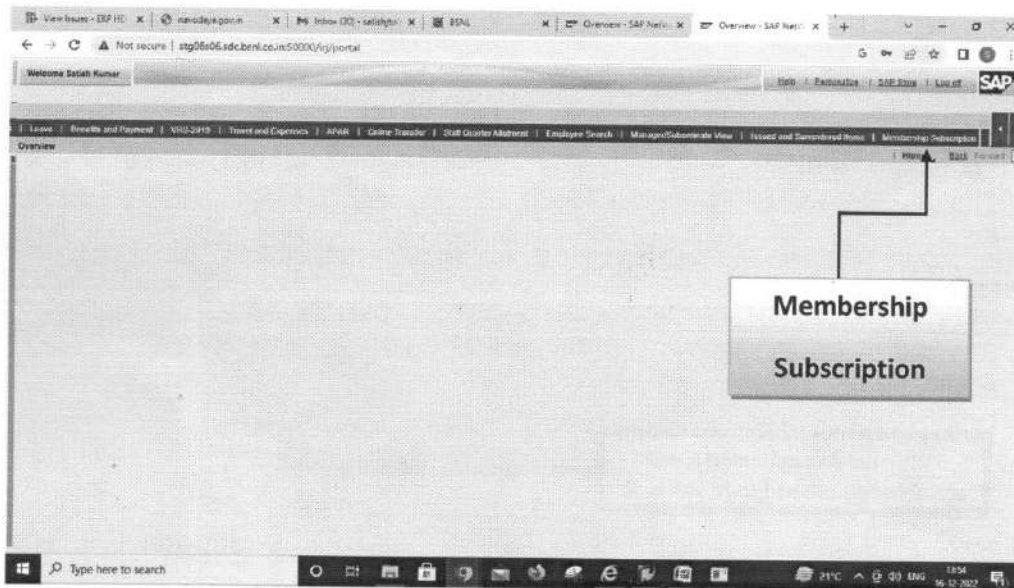 View Issues - ERP HE
navodaya.gov.in
Inbox (30) - satishgbo
BSNL
Overview - SAP NetW
Overview - SAP NetW
Not secure | stg06s06.sdc.bsnl.co.in:50000/irj/portal
Welcome Satish Kumar
Help | Personalize | SAP Store | Log off
SAP
Leave | Benefits and Payment | VRS-2019 | Travel and Expenses | APAR | Online Transfer | Staff Quarter Allotment | Employee Search | Manager/Subordinate View | Issued and Surrendered Items | Membership Subscription
Overview
Back Forward
Membership
Subscription
Type here to search
21°C
ENG
13:54
16-12-2022